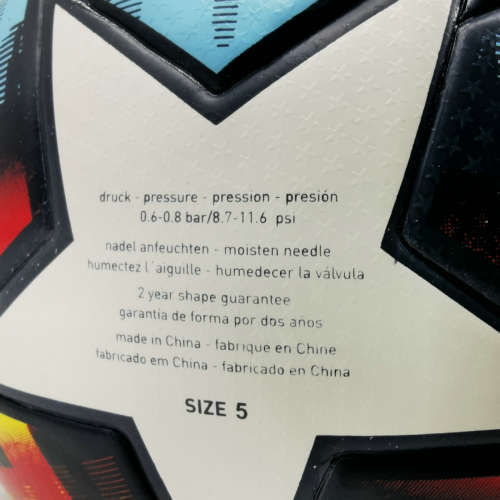 druck - pressure - pression - presión
0.6-0.8 bar/8.7-11.6 psi
nadel anfeuchten - moisten needle
humectez l´aiguille - humedecer la válvula
2 year shape guarantee
garantía de forma por dos años
made in China - fabrique en Chine
fabricado em China - fabricado en China
SIZE 5